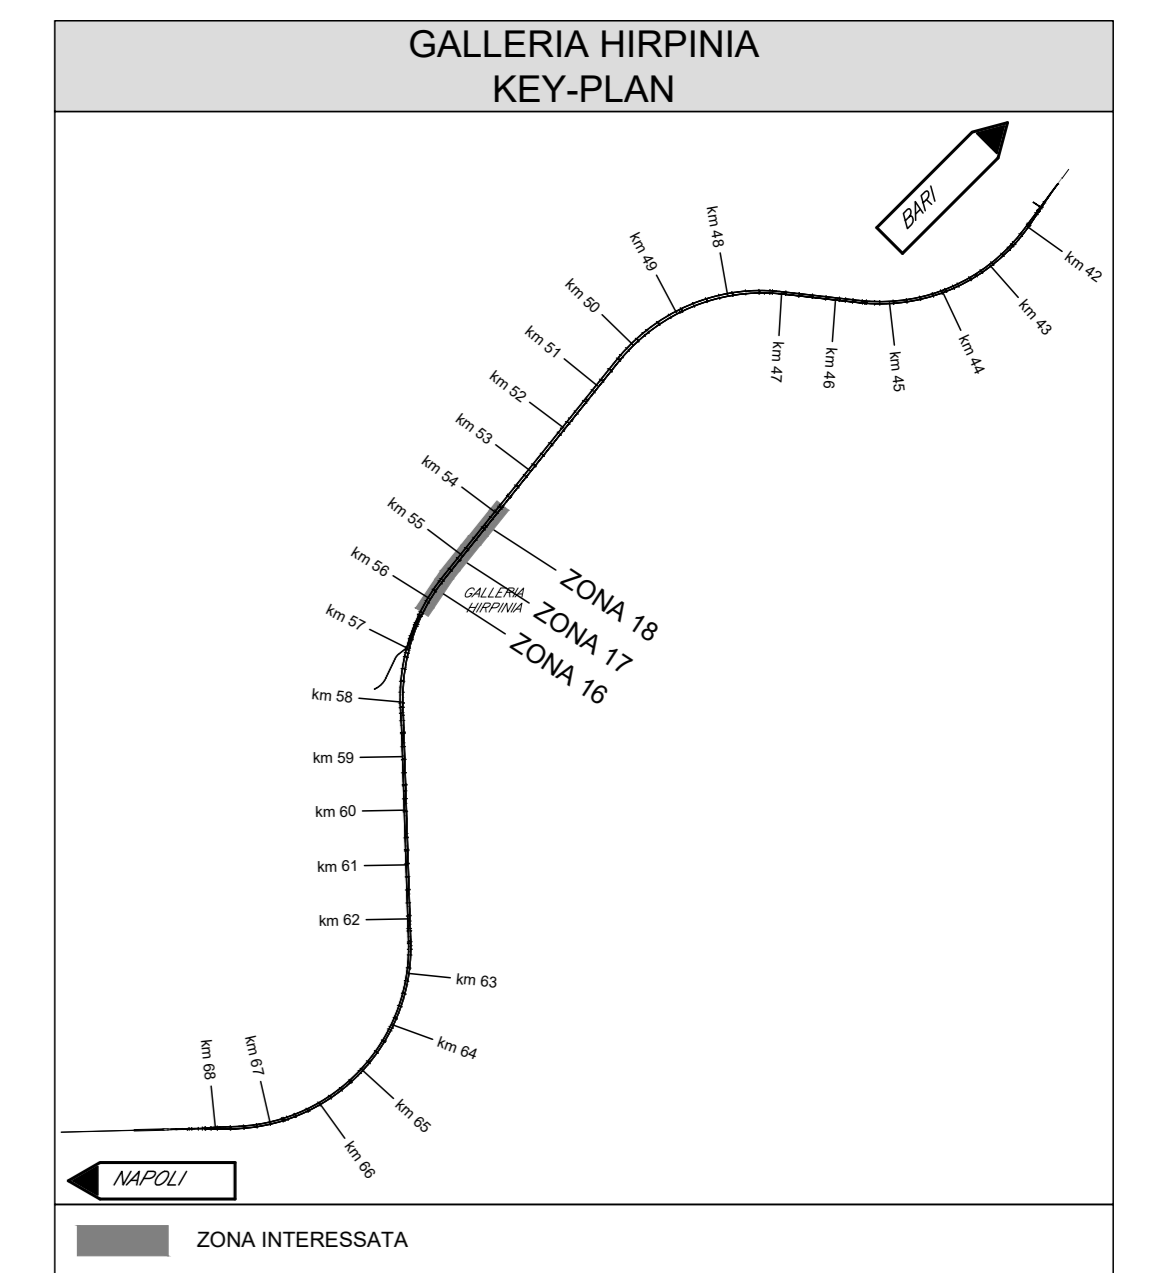 GALLERIA HIRPINIA
KEY-PLAN
BARI
km 42
km 43
km 44
km 45
km 46
km 47
km 48
km 49
km 50
km 51
km 52
km 53
km 54
km 55
km 56
km 57
ZONA 18
ZONA 17
ZONA 16
GALLERIA
HIRPINIA
km 58
km 59
km 60
km 61
km 62
km 63
km 64
km 65
km 66
km 67
km 68
NAPOLI
ZONA INTERESSATA